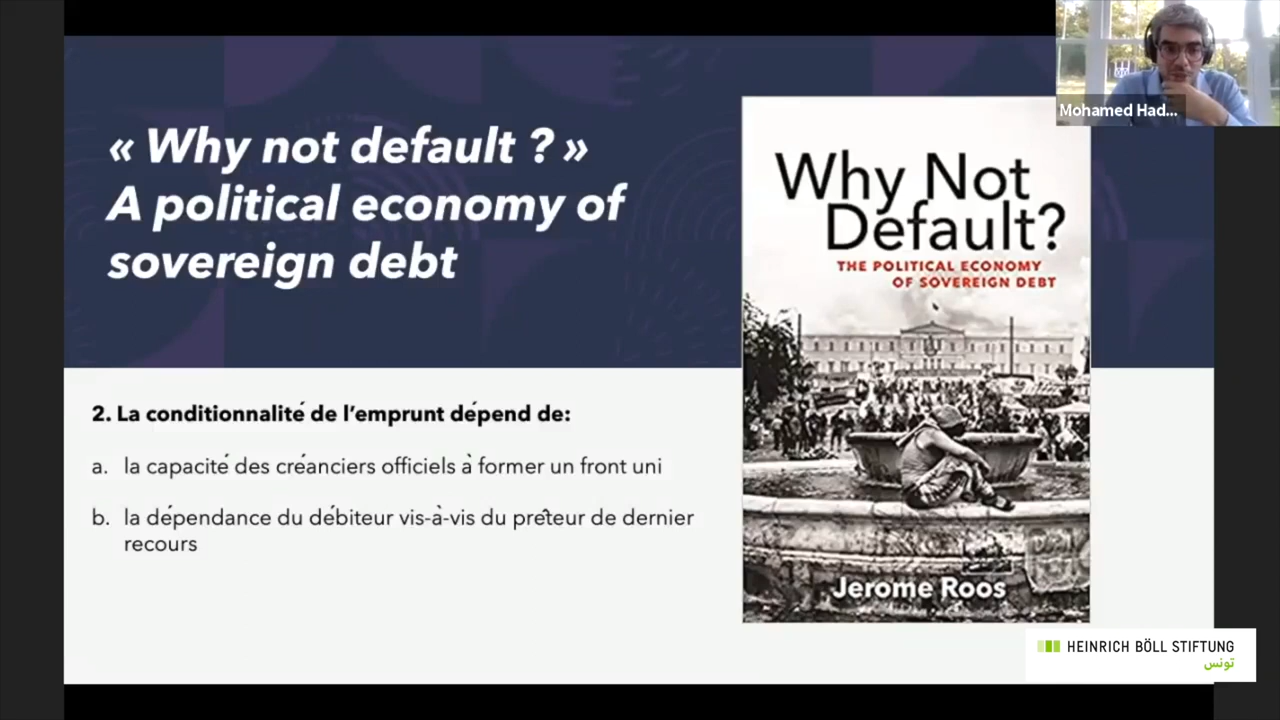 « Why not default ? »
A political economy of
sovereign debt
2. La conditionnalité de l'emprunt dépend de:
a. la capacité des créanciers officiels à former un front uni
b. la dépendance du débiteur vis-à-vis du prêteur de dernier
recours
Why Not
Default?
THE POLITICAL ECONOMY
OF SOVEREIGN DEBT
Jerome Roos
Mohamed Had...
HEINRICH BÖLL STIFTUNG
تونس